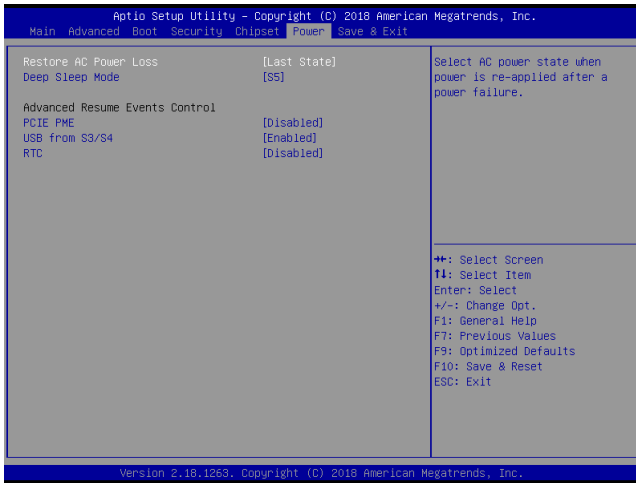 Aptio Setup Utility – Copyright (C) 2018 American Megatrends, Inc.
Main Advanced Boot Security Chipset Power Save & Exit
Restore AC Power Loss [Last State]
Deep Sleep Mode [S5]
Advanced Resume Events Control
PCIE PME [Disabled]
USB from S3/S4 [Enabled]
RTC [Disabled]
Select AC power state when
power is re-applied after a
power failure.
→←: Select Screen
↑↓: Select Item
Enter: Select
+/-: Change Opt.
F1: General Help
F7: Previous Values
F9: Optimized Defaults
F10: Save & Reset
ESC: Exit
Version 2.18.1263. Copyright (C) 2018 American Megatrends, Inc.